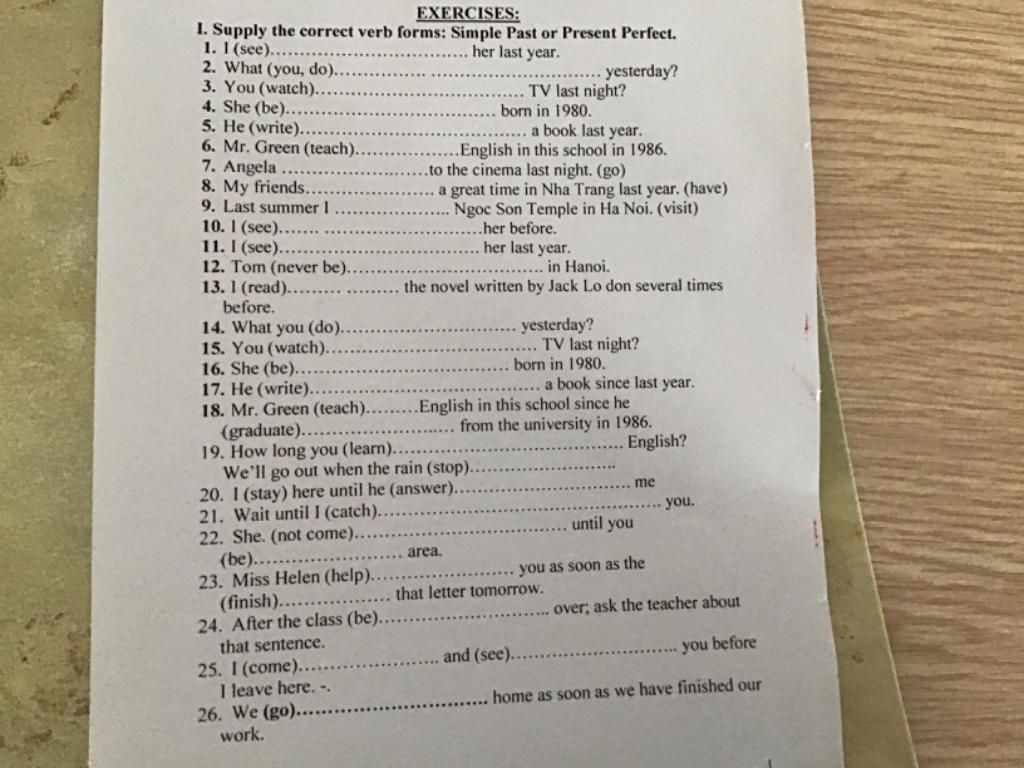 EXERCISES:
I. Supply the correct verb forms: Simple Past or Present Perfect.
1. I (see)................................... her last year.
2. What (you, do)................ .............................. yesterday?
3. You (watch)..................................... TV last night?
4. She (be)..................................... born in 1980.
5. He (write)........................................ a book last year.
6. Mr. Green (teach)..................English in this school in 1986.
7. Angela ..........................to the cinema last night. (go)
8. My friends....................... a great time in Nha Trang last year. (have)
9. Last summer I .................... Ngoc Son Temple in Ha Noi. (visit)
10. I (see)....... ............................her before.
11. I (see).................................... her last year.
12. Tom (never be)................................... in Hanoi.
13. I (read)......... ......... the novel written by Jack Lo don several times
before.
14. What you (do)............................... yesterday?
15. You (watch)..................................... TV last night?
16. She (be)...................................... born in 1980.
17. He (write)......................................... a book since last year.
18. Mr. Green (teach).........English in this school since he
(graduate)........................... from the university in 1986.
19. How long you (learn)........................................ English?
We'll go out when the rain (stop)..........................
20. I (stay) here until he (answer)............................... me
21. Wait until I (catch).................................................. you.
22. She. (not come)..................................... until you
(be).......................... area.
23. Miss Helen (help)......................... you as soon as the
(finish).................... that letter tomorrow.
24. After the class (be).............................. over; ask the teacher about
that sentence.
25. I (come)......................... and (see)............................. you before
I leave here. -.
26. We (go)................................. home as soon as we have finished our
work.